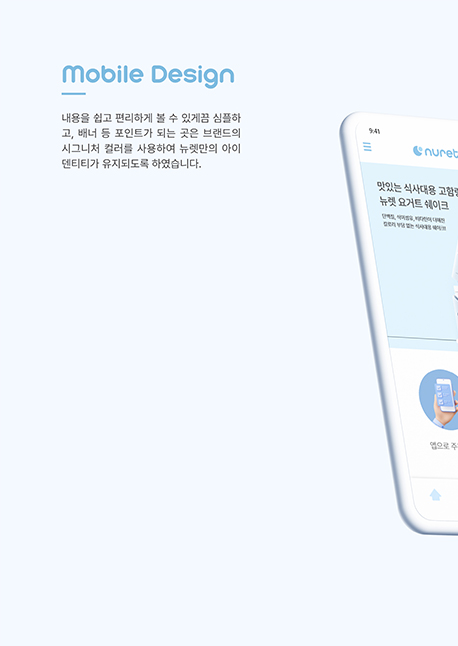 Mobile Design
내용을 쉽고 편리하게 볼 수 있게끔 심플하
고, 배너 등 포인트가 되는 곳은 브랜드의
시그니처 컬러를 사용하여 뉴렛만의 아이
덴티티가 유지되도록 하였습니다.
9:41
nuret
맛있는 식사대용 고함량
뉴렛 요거트 쉐이크
단백질, 식이섬유, 비타민이 더해진
칼로리 부담 없는 식사대용 쉐이크!
앱으로 주